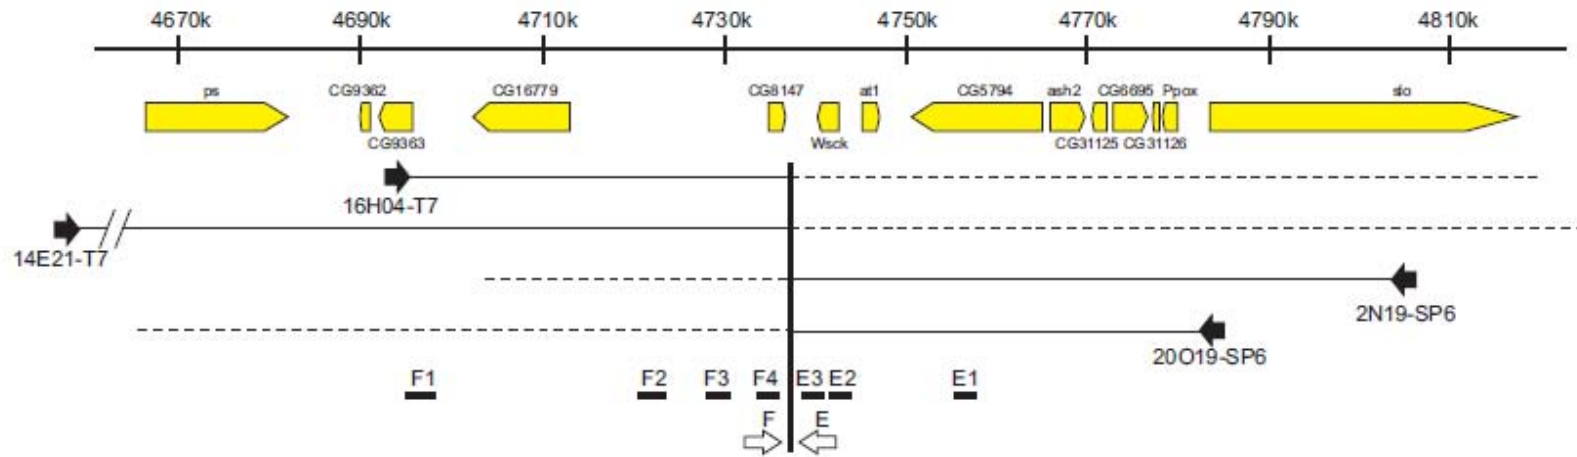 4670k 4690k 4710k 4730k 4750k 4770k 4790k 4810k
ps CG9362 CG16779 CG8147 at1 CG5794 ash2 CG6695 Ppox slo
CG9363 Wsck CG31125 CG31126
16H04-T7
14E21-T7
2N19-SP6
20O19-SP6
F1 F2 F3 F4 E3 E2 E1
F E